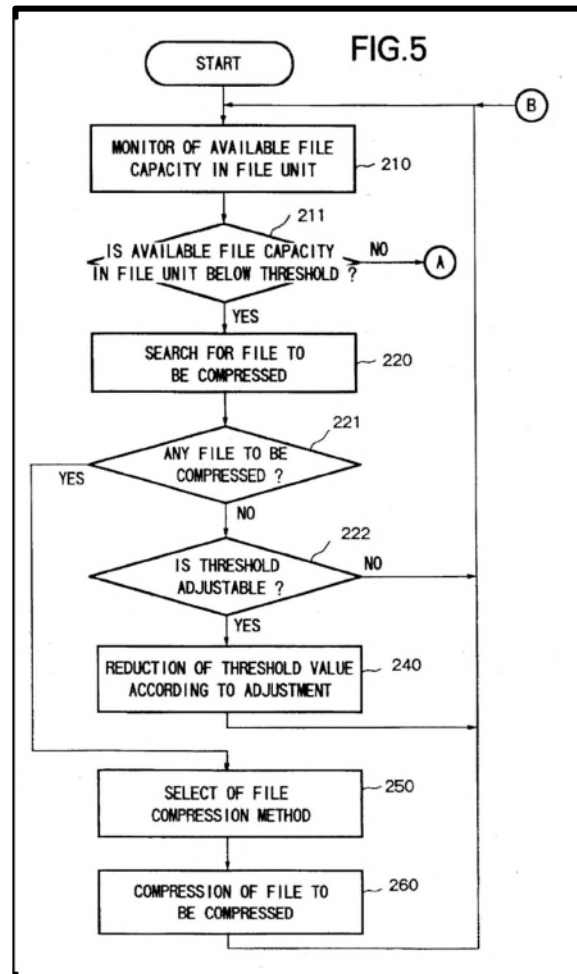 FIG.5
START
B
MONITOR OF AVAILABLE FILE
CAPACITY IN FILE UNIT
210
211
IS AVAILABLE FILE CAPACITY
IN FILE UNIT BELOW THRESHOLD ?
NO
A
YES
SEARCH FOR FILE TO
BE COMPRESSED
220
221
ANY FILE TO BE
COMPRESSED ?
YES
NO
222
IS THRESHOLD
ADJUSTABLE ?
NO
YES
REDUCTION OF THRESHOLD VALUE
ACCORDING TO ADJUSTMENT
240
SELECT OF FILE
COMPRESSION METHOD
250
COMPRESSION OF FILE TO
BE COMPRESSED
260